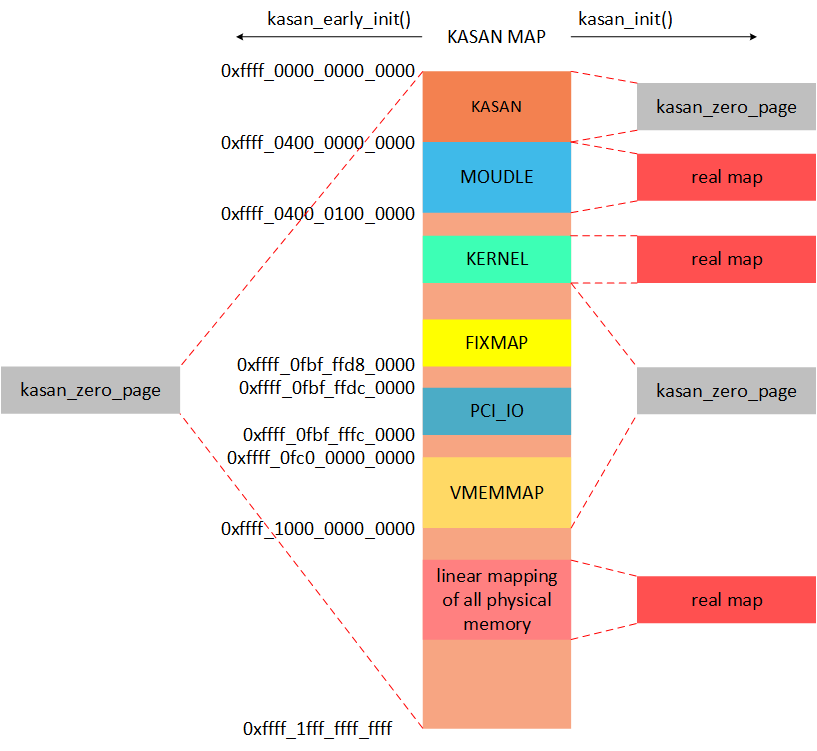 kasan_early_init()
KASAN MAP
kasan_init()
0xffff_0000_0000_0000
KASAN
kasan_zero_page
0xffff_0400_0000_0000
MOUDLE
real map
0xffff_0400_0100_0000
KERNEL
real map
FIXMAP
0xffff_0fbf_ffd8_0000
0xffff_0fbf_ffdc_0000
kasan_zero_page
PCI_IO
kasan_zero_page
0xffff_0fbf_fffc_0000
0xffff_0fc0_0000_0000
VMEMMAP
0xffff_1000_0000_0000
linear mapping
of all physical
memory
real map
0xffff_1fff_ffff_ffff